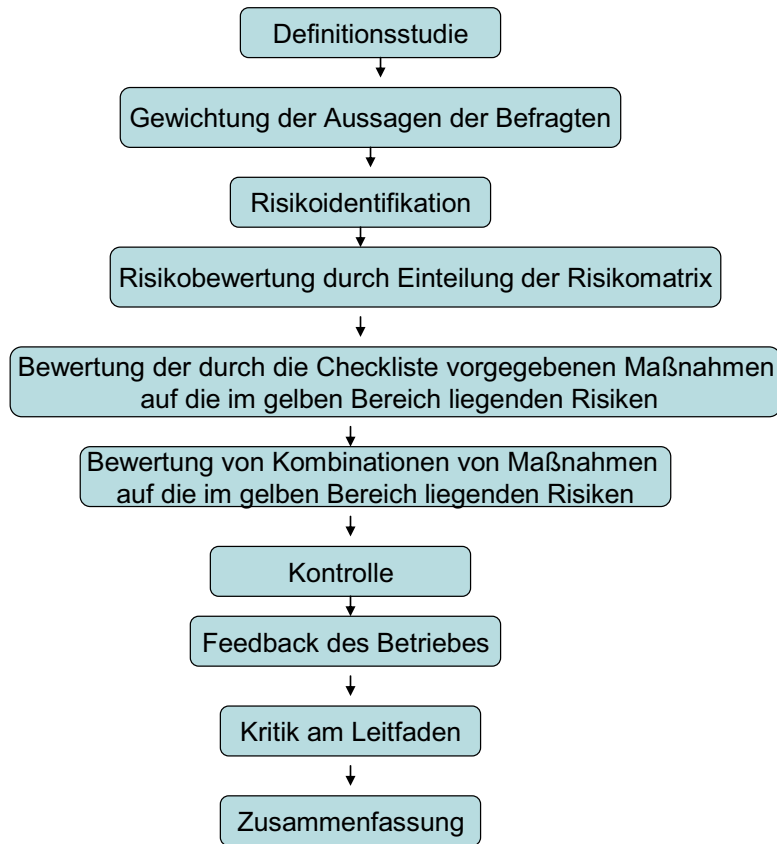 Definitionsstudie
Gewichtung der Aussagen der Befragten
Risikoidentifikation
Risikobewertung durch Einteilung der Risikomatrix
Bewertung der durch die Checkliste vorgegebenen Maßnahmen
auf die im gelben Bereich liegenden Risiken
Bewertung von Kombinationen von Maßnahmen
auf die im gelben Bereich liegenden Risiken
Kontrolle
Feedback des Betriebes
Kritik am Leitfaden
Zusammenfassung